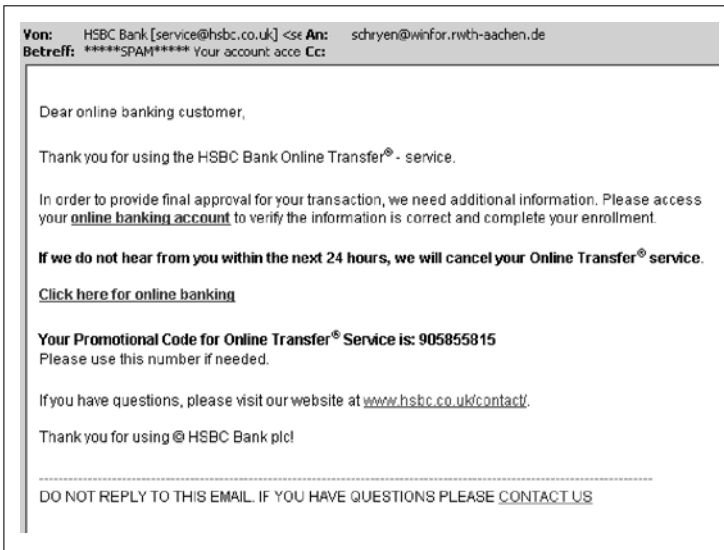 Von: HSBC Bank [service@hsbc.co.uk] <se An: schryen@winfor.rwth-aachen.de
Betreff: *****SPAM***** Your account acce Cc:
Dear online banking customer,
Thank you for using the HSBC Bank Online Transfer® - service.
In order to provide final approval for your transaction, we need additional information. Please access
your online banking account to verify the information is correct and complete your enrollment.
If we do not hear from you within the next 24 hours, we will cancel your Online Transfer® service.
Click here for online banking
Your Promotional Code for Online Transfer® Service is: 905855815
Please use this number if needed.
If you have questions, please visit our website at www.hsbc.co.uk/contact/.
Thank you for using © HSBC Bank plc!
DO NOT REPLY TO THIS EMAIL. IF YOU HAVE QUESTIONS PLEASE CONTACT US